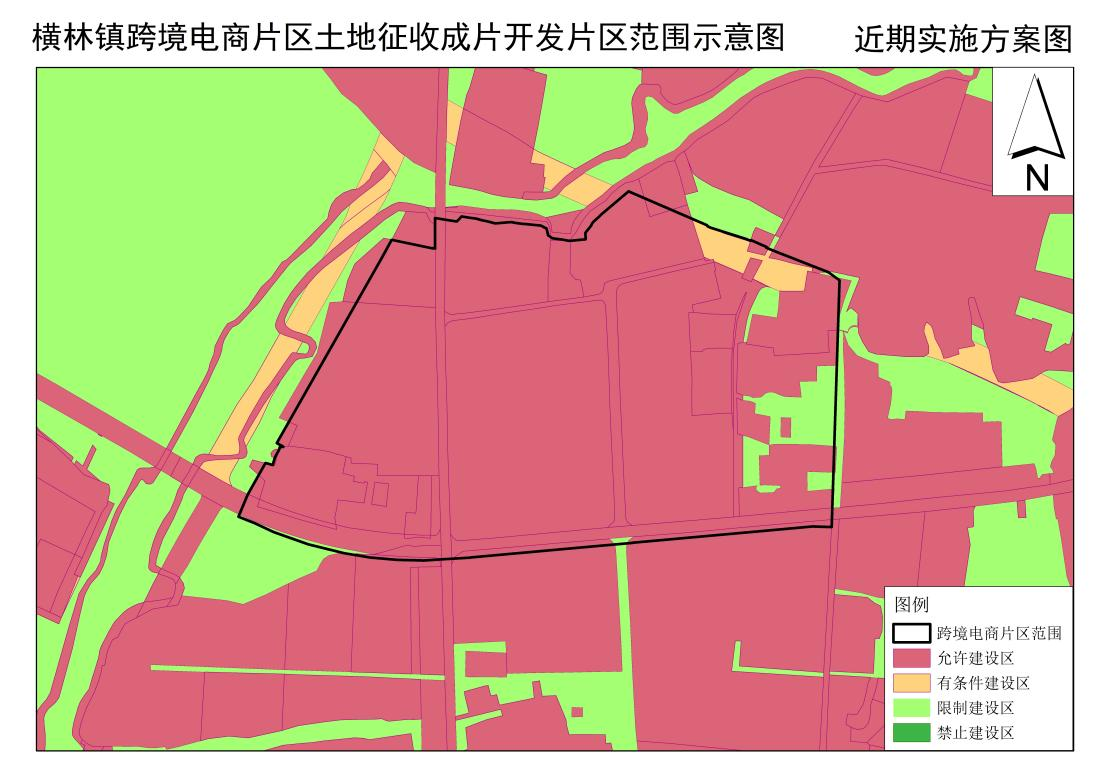 横林镇跨境电商片区土地征收成片开发片区范围示意图 近期实施方案图
N
图例
跨境电商片区范围
允许建设区
有条件建设区
限制建设区
禁止建设区